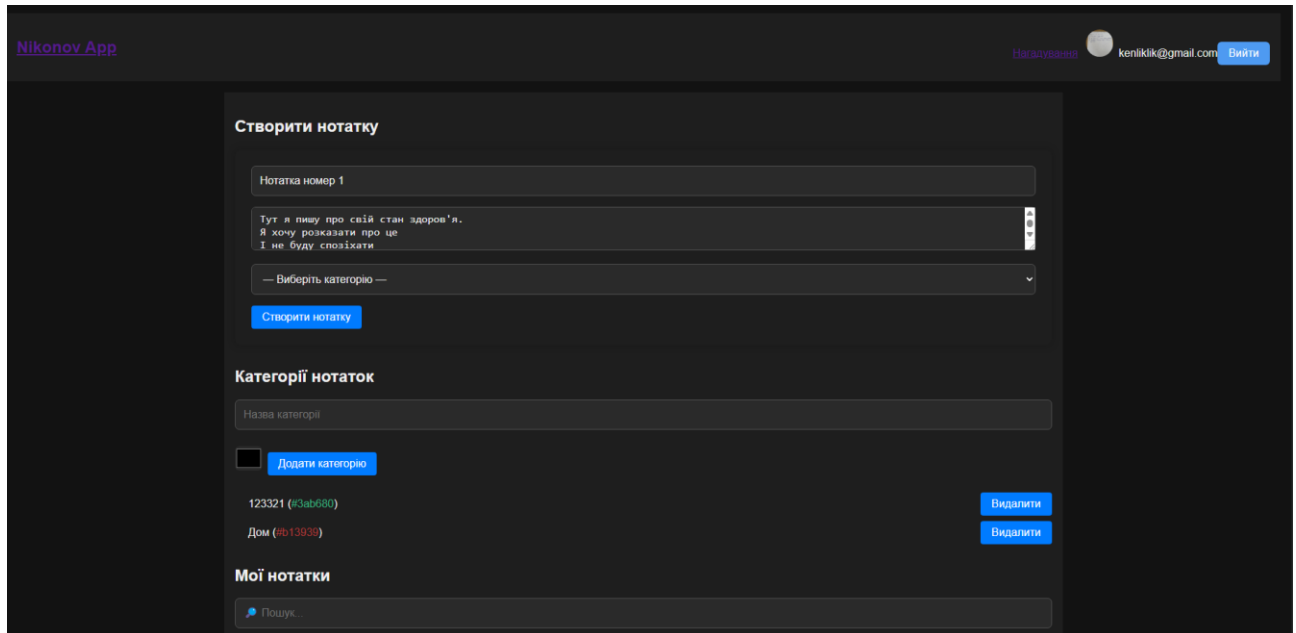 Nikonov App
Нагадування kenliklik@gmail.com Вийти
Створити нотатку
Нотатка номер 1
Тут я пишу про свій стан здоров'я.
Я хочу розказати про це
І не буду спозіхати
— Виберіть категорію —
Створити нотатку
Категорії нотаток
Назва категорії
Додати категорію
123321 (#3ab680) Видалити
Дом (#b13939) Видалити
Мої нотатки
Пошук...